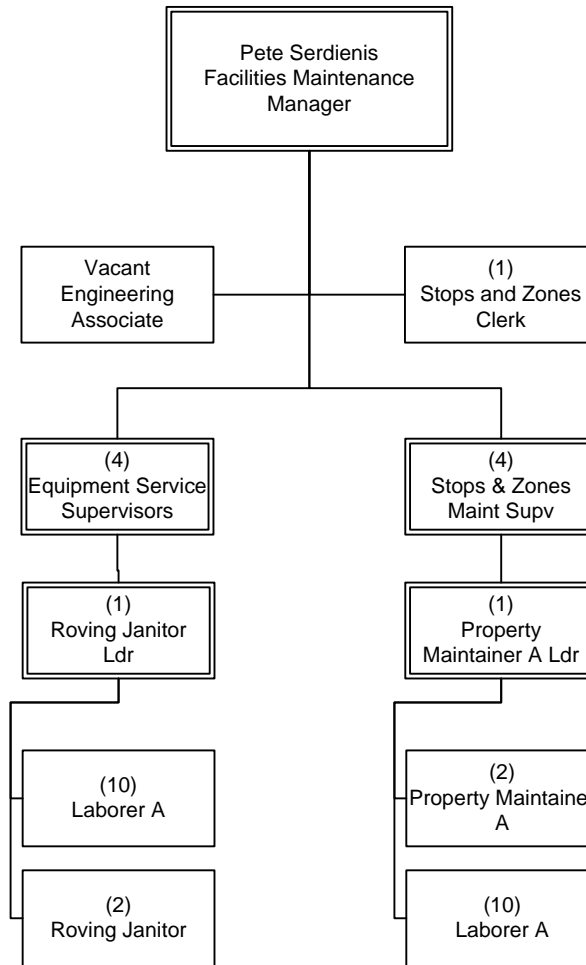 Pete Serdienis
Facilities Maintenance
Manager
Vacant
Engineering
Associate
(1)
Stops and Zones
Clerk
(4)
Equipment Service
Supervisors
(4)
Stops & Zones
Maint Supv
(1)
Roving Janitor
Ldr
(1)
Property
Maintainer A Ldr
(10)
Laborer A
(2)
Property Maintaine
A
(2)
Roving Janitor
(10)
Laborer A